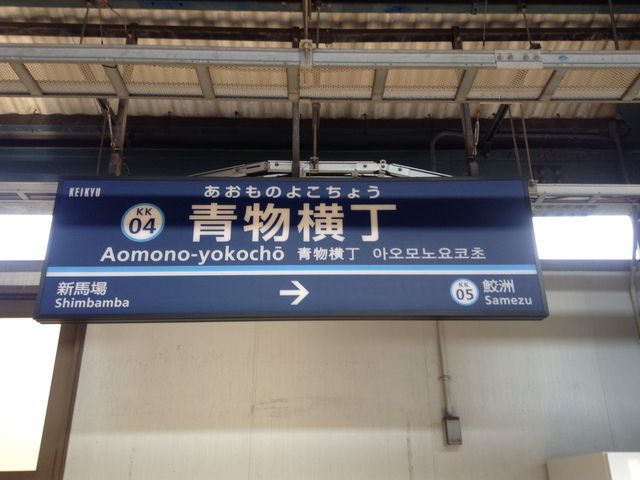 KEIKYU
あおものよこちょう
KK
04
青物横丁
Aomono-yokochō 青物横丁 아오모노요코초
新馬場
Shimbamba
→
KK
05
鮫洲
Samezu